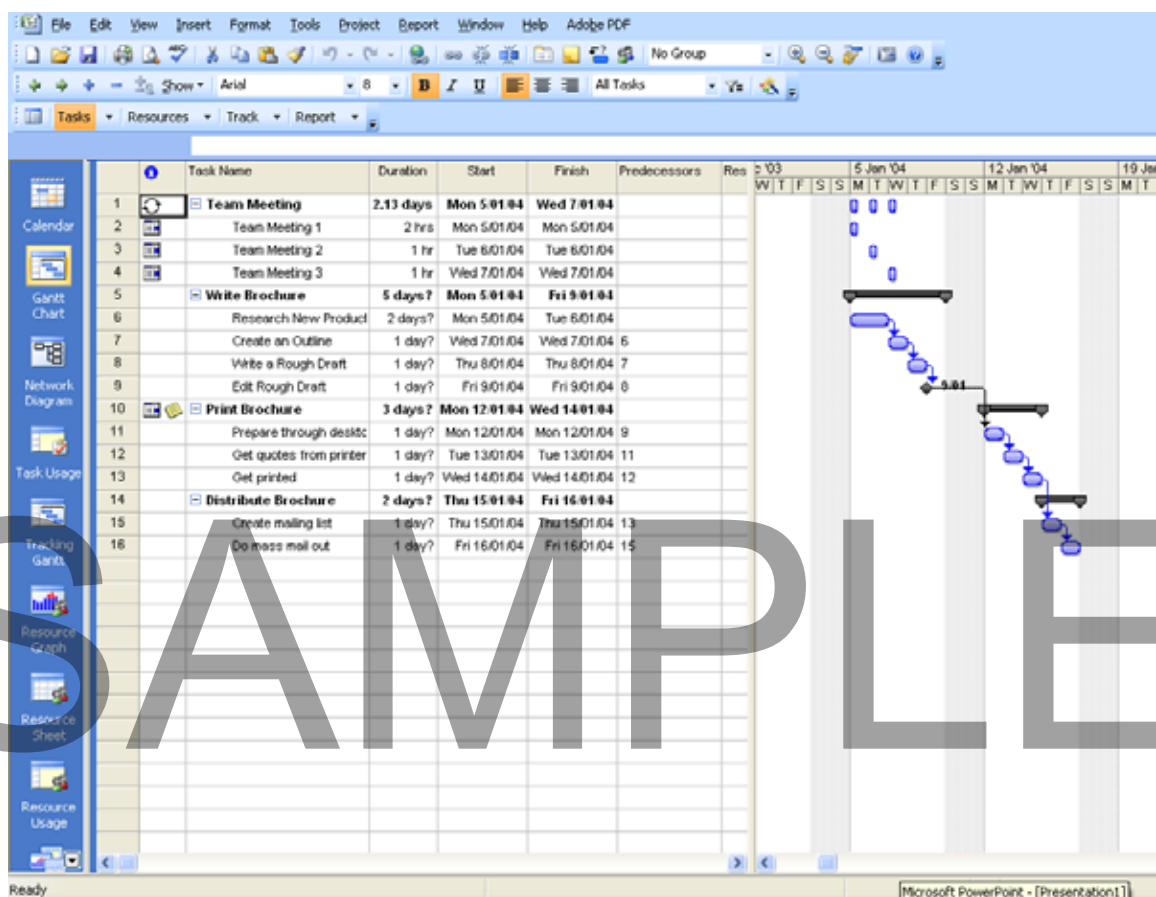 File Edit View Insert Format Tools Project Report Window Help Adobe PDF
No Group
Show Arial 8 B I U All Tasks
Tasks Resources Track Report
Task Name Duration Start Finish Predecessors Res '03 5 Jan '04 12 Jan '04 19 Jan
W T F S S M T W T F S S M T W T F S S M T
1 Team Meeting 2.13 days Mon 5/01/04 Wed 7/01/04
2 Team Meeting 1 2 hrs Mon 5/01/04 Mon 5/01/04
3 Team Meeting 2 1 hr Tue 6/01/04 Tue 6/01/04
4 Team Meeting 3 1 hr Wed 7/01/04 Wed 7/01/04
5 Write Brochure 5 days? Mon 5/01/04 Fri 9/01/04
6 Research New Product 2 days? Mon 5/01/04 Tue 6/01/04
7 Create an Outline 1 day? Wed 7/01/04 Wed 7/01/04 6
8 Write a Rough Draft 1 day? Thu 8/01/04 Thu 8/01/04 7
9 Edit Rough Draft 1 day? Fri 9/01/04 Fri 9/01/04 8 9/01
10 Print Brochure 3 days? Mon 12/01/04 Wed 14/01/04
11 Prepare through deskto 1 day? Mon 12/01/04 Mon 12/01/04 9
12 Get quotes from printer 1 day? Tue 13/01/04 Tue 13/01/04 11
13 Get printed 1 day? Wed 14/01/04 Wed 14/01/04 12
14 Distribute Brochure 2 days? Thu 15/01/04 Fri 16/01/04
15 Create mailing list 1 day? Thu 15/01/04 Thu 15/01/04 13
16 Do mass mail out 1 day? Fri 16/01/04 Fri 16/01/04 15
Calendar
Gantt
Chart
Network
Diagram
Task Usage
Tracking
Gantt
Resource
Graph
Resource
Sheet
Resource
Usage
SAMPLE
Ready
Microsoft PowerPoint - [Presentation1]